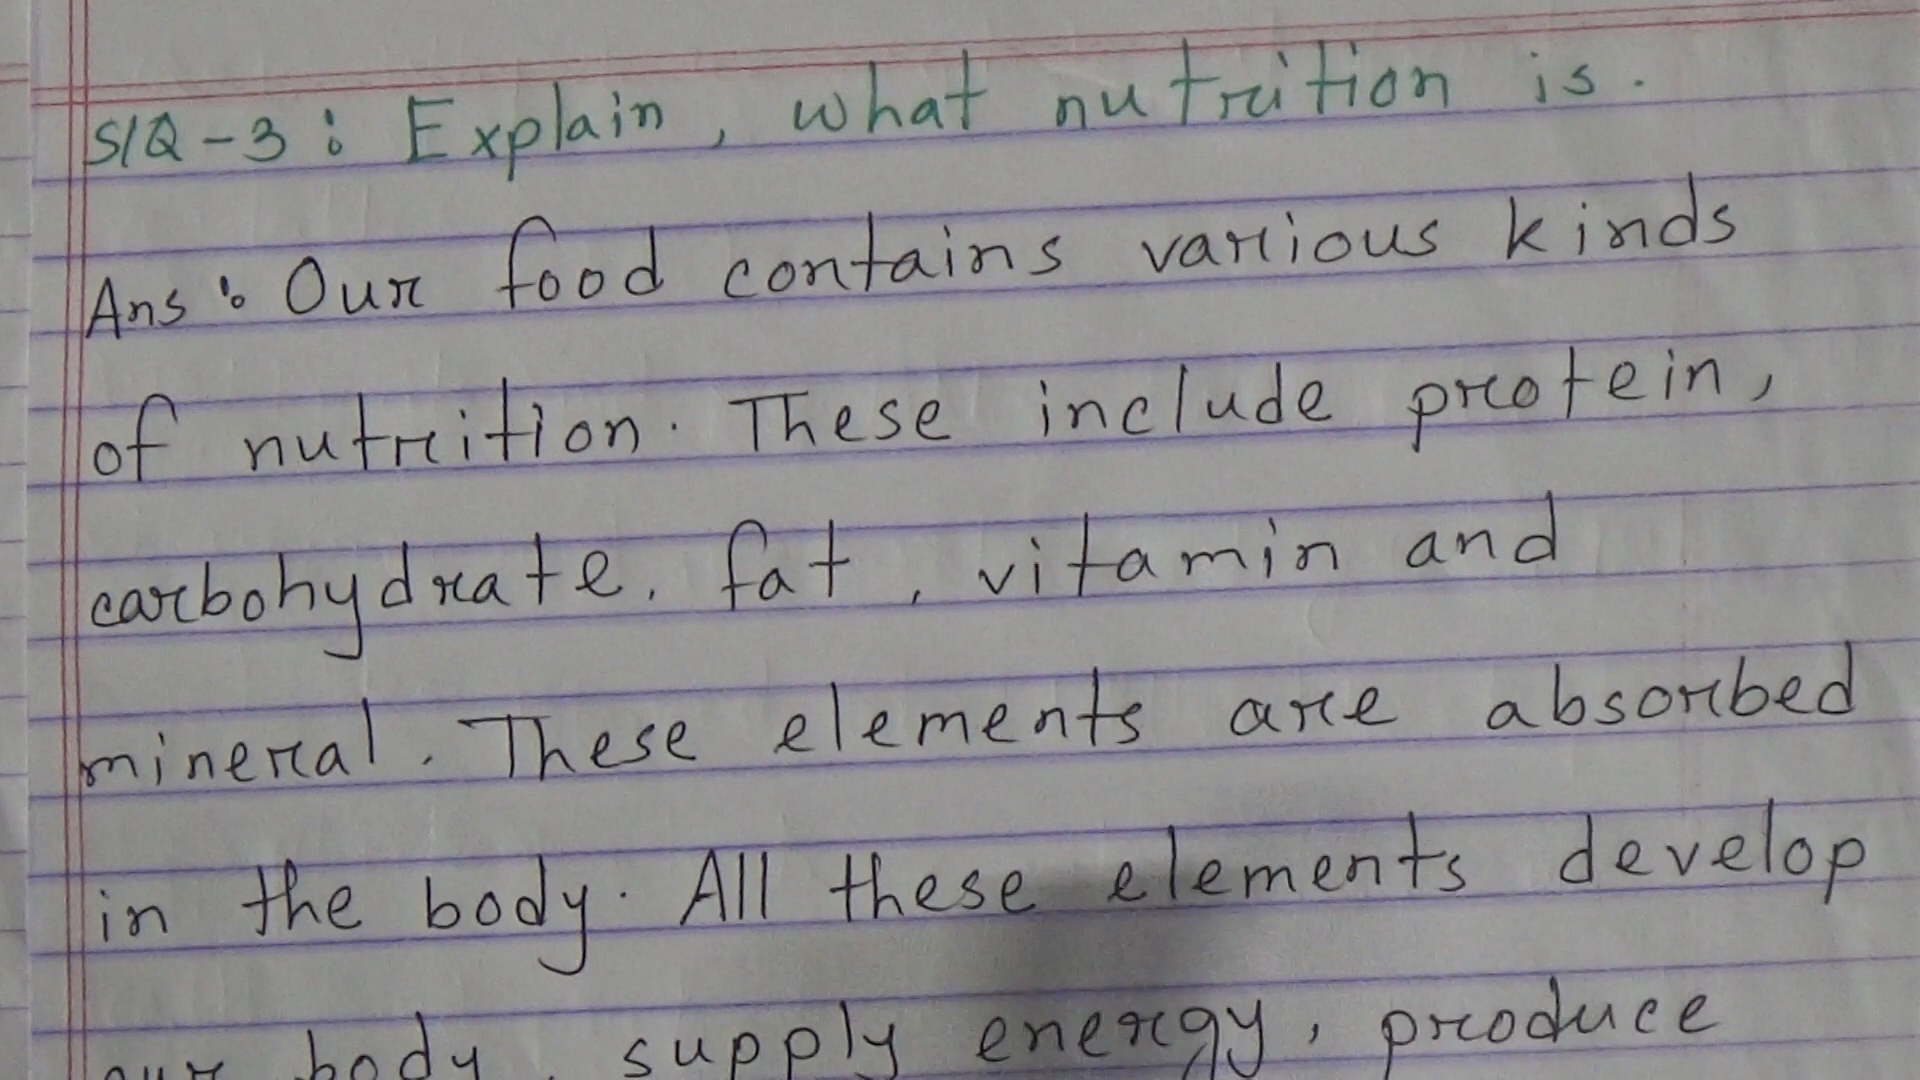 S/Q-3: Explain, what nutrition is.
Ans: Our food contains various kinds
of nutrition. These include protein,
carbohydrate, fat, vitamin and
mineral. These elements are absorbed
in the body. All these elements develop
our body, supply energy, produce